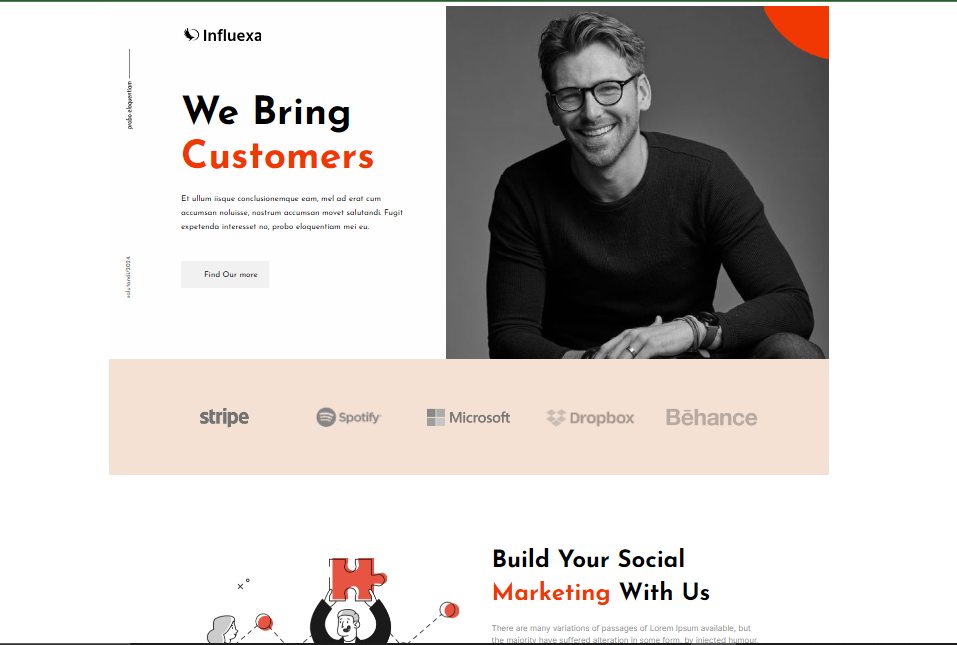 Influexa
probo eloquentiam
We Bring
Customers
Et ullum iisque conclusionemque eam, mel ad erat cum
accumsan noluisse, nostrum accumsan movet salutandi. Fugit
expetenda interesset no, probo eloquentiam mei eu.
salutandi/2024
Find Our more
stripe
Spotify
Microsoft
Dropbox
Bēhance
Build Your Social
Marketing With Us
There are many variations of passages of Lorem Ipsum available, but
the majority have suffered alteration in some form, by injected humour,